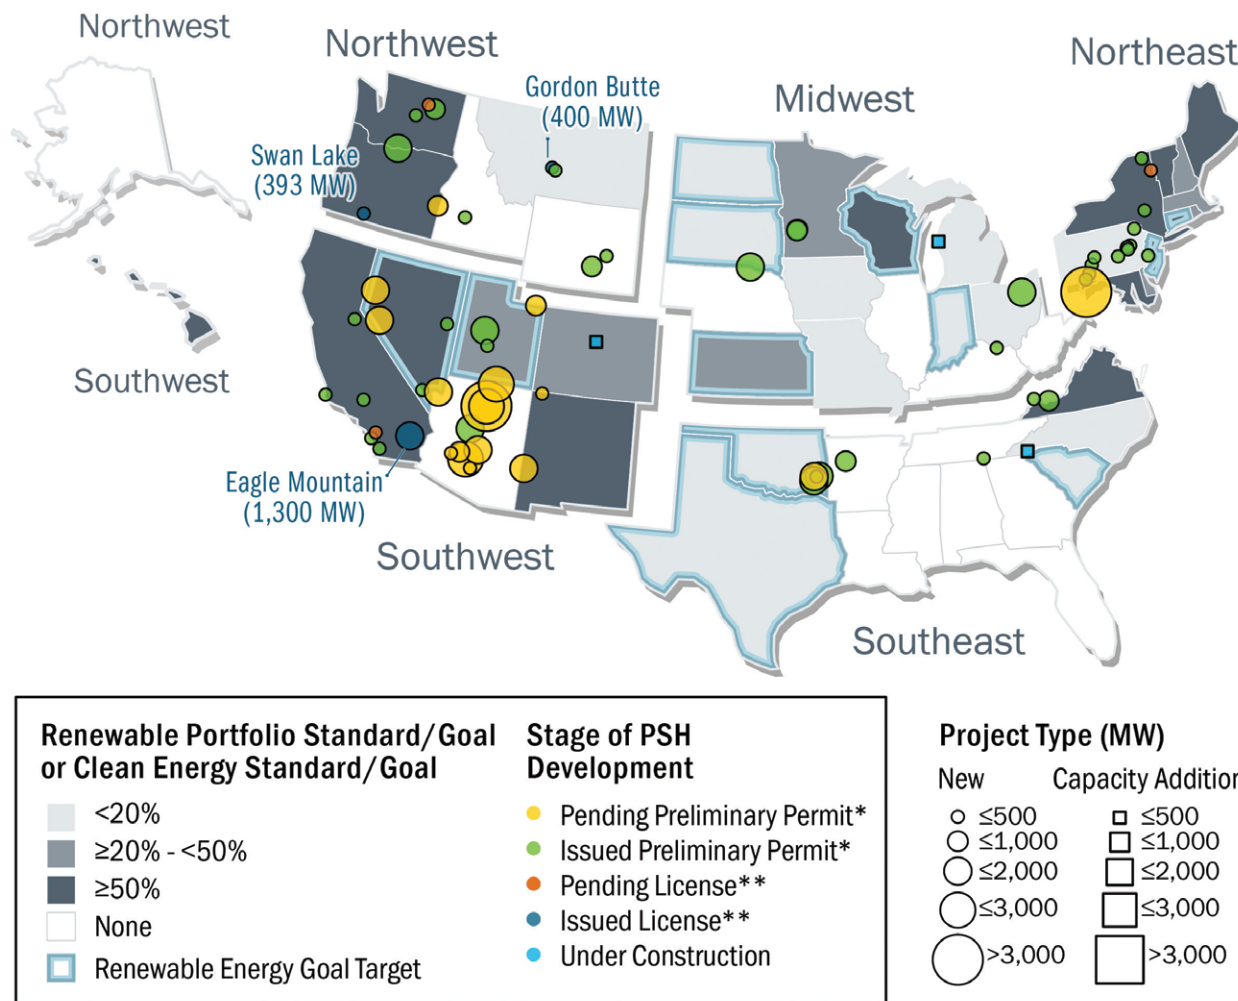 Northwest
Northwest
Northeast
Gordon Butte
(400 MW)
Midwest
Swan Lake
(393 MW)
Southwest
Eagle Mountain
(1,300 MW)
Southwest
Southeast
Renewable Portfolio Standard/Goal
or Clean Energy Standard/Goal
<20%
≥20% - <50%
≥50%
None
Renewable Energy Goal Target
Stage of PSH
Development
Pending Preliminary Permit*
Issued Preliminary Permit*
Pending License**
Issued License**
Under Construction
Project Type (MW)
New
≤500
≤1,000
≤2,000
≤3,000
>3,000
Capacity Addition
≤500
≤1,000
≤2,000
≤3,000
>3,000